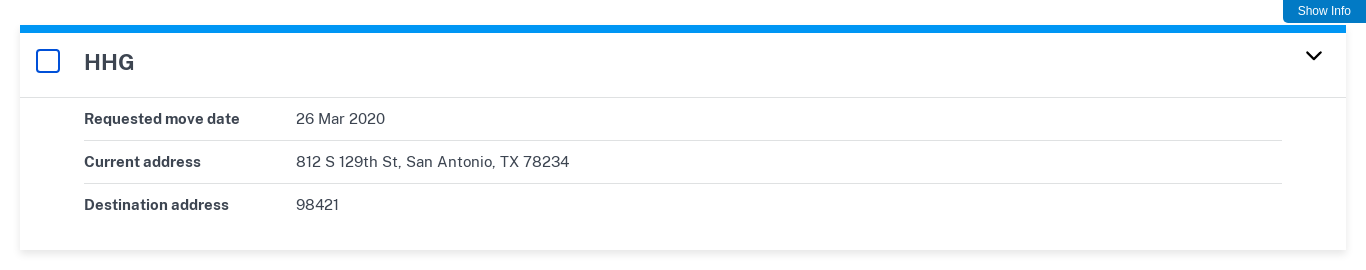 Show Info
HHG
Requested move date 26 Mar 2020
Current address 812 S 129th St, San Antonio, TX 78234
Destination address 98421